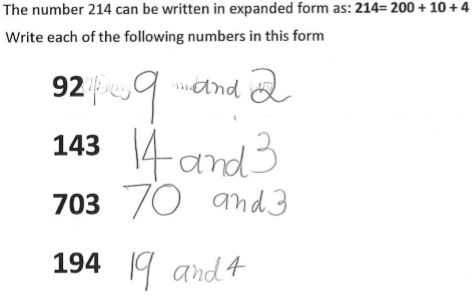 The number 214 can be written in expanded form as: 214= 200 + 10 + 4
Write each of the following numbers in this form
92 9 and 2
143 14 and 3
703 70 and 3
194 19 and 4